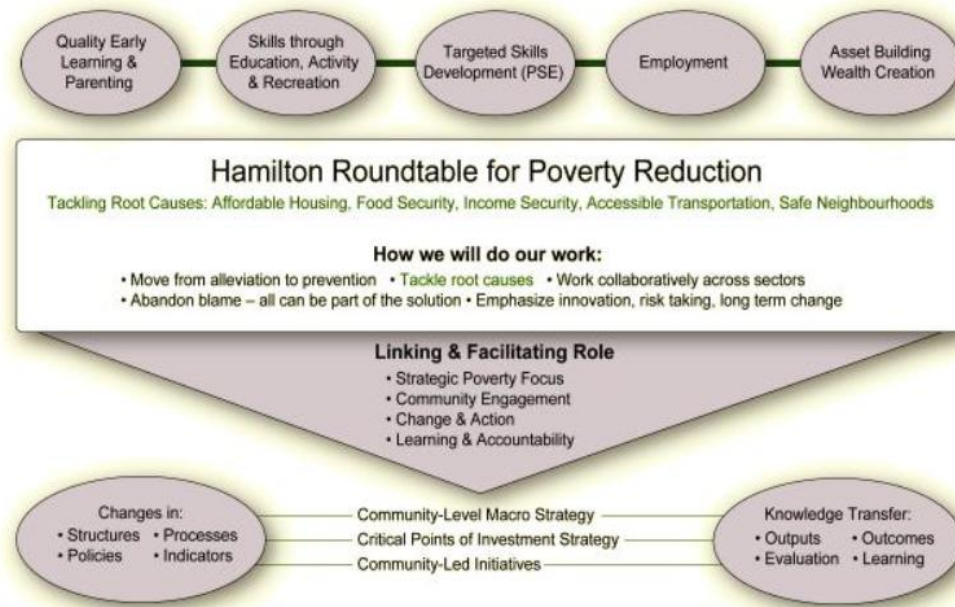 Quality Early
Learning &
Parenting
Skills through
Education, Activity
& Recreation
Targeted Skills
Development (PSE)
Employment
Asset Building
Wealth Creation
Hamilton Roundtable for Poverty Reduction
Tackling Root Causes: Affordable Housing, Food Security, Income Security, Accessible Transportation, Safe Neighbourhoods
How we will do our work:
• Move from alleviation to prevention • Tackle root causes • Work collaboratively across sectors
• Abandon blame – all can be part of the solution • Emphasize innovation, risk taking, long term change
Linking & Facilitating Role
• Strategic Poverty Focus
• Community Engagement
• Change & Action
• Learning & Accountability
Changes in:
• Structures • Processes
• Policies • Indicators
Community-Level Macro Strategy
Critical Points of Investment Strategy
Community-Led Initiatives
Knowledge Transfer:
• Outputs • Outcomes
• Evaluation • Learning